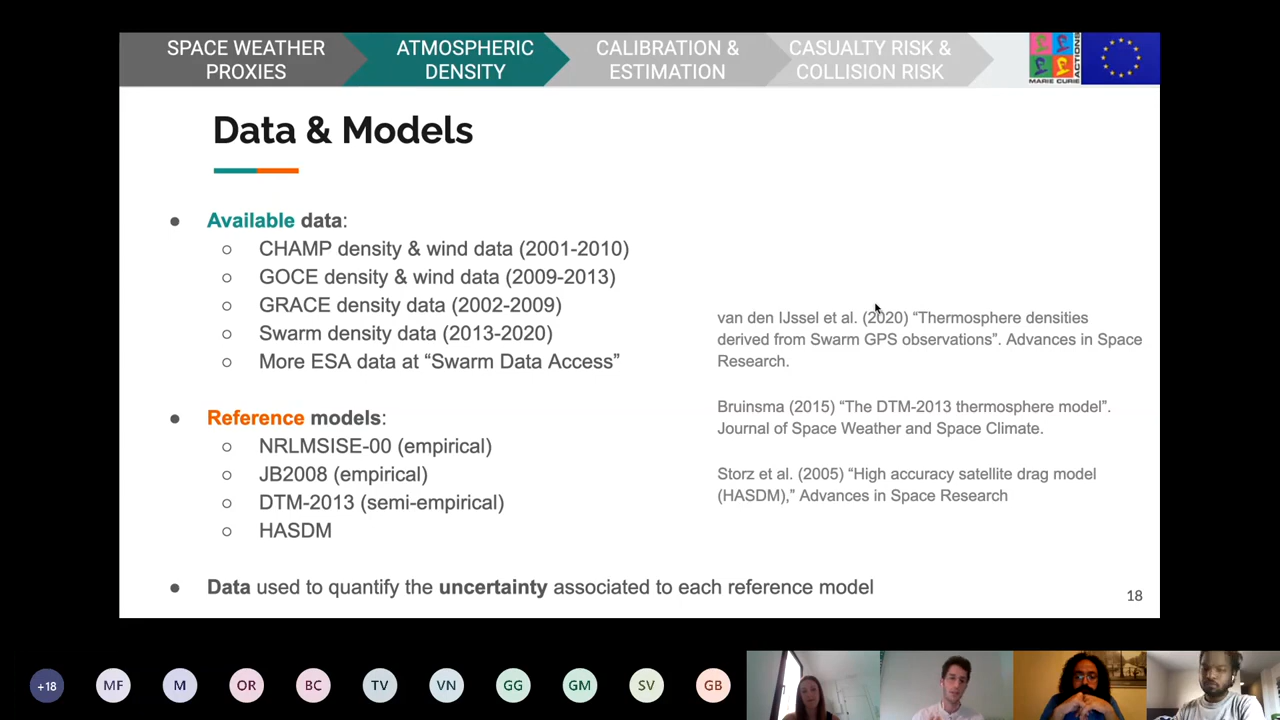 SPACE WEATHER
PROXIES
ATMOSPHERIC
DENSITY
CALIBRATION &
ESTIMATION
CASUALTY RISK &
COLLISION RISK
MARIE CURIE
ACTIONS
Data & Models
● Available data:
○ CHAMP density & wind data (2001-2010)
○ GOCE density & wind data (2009-2013)
○ GRACE density data (2002-2009)
○ Swarm density data (2013-2020)
○ More ESA data at “Swarm Data Access”
● Reference models:
○ NRLMSISE-00 (empirical)
○ JB2008 (empirical)
○ DTM-2013 (semi-empirical)
○ HASDM
● Data used to quantify the uncertainty associated to each reference model
van den IJssel et al. (2020) “Thermosphere densities
derived from Swarm GPS observations”. Advances in Space
Research.
Bruinsma (2015) “The DTM-2013 thermosphere model”.
Journal of Space Weather and Space Climate.
Storz et al. (2005) “High accuracy satellite drag model
(HASDM),” Advances in Space Research
18
+18 MF M OR BC TV VN GG GM SV GB